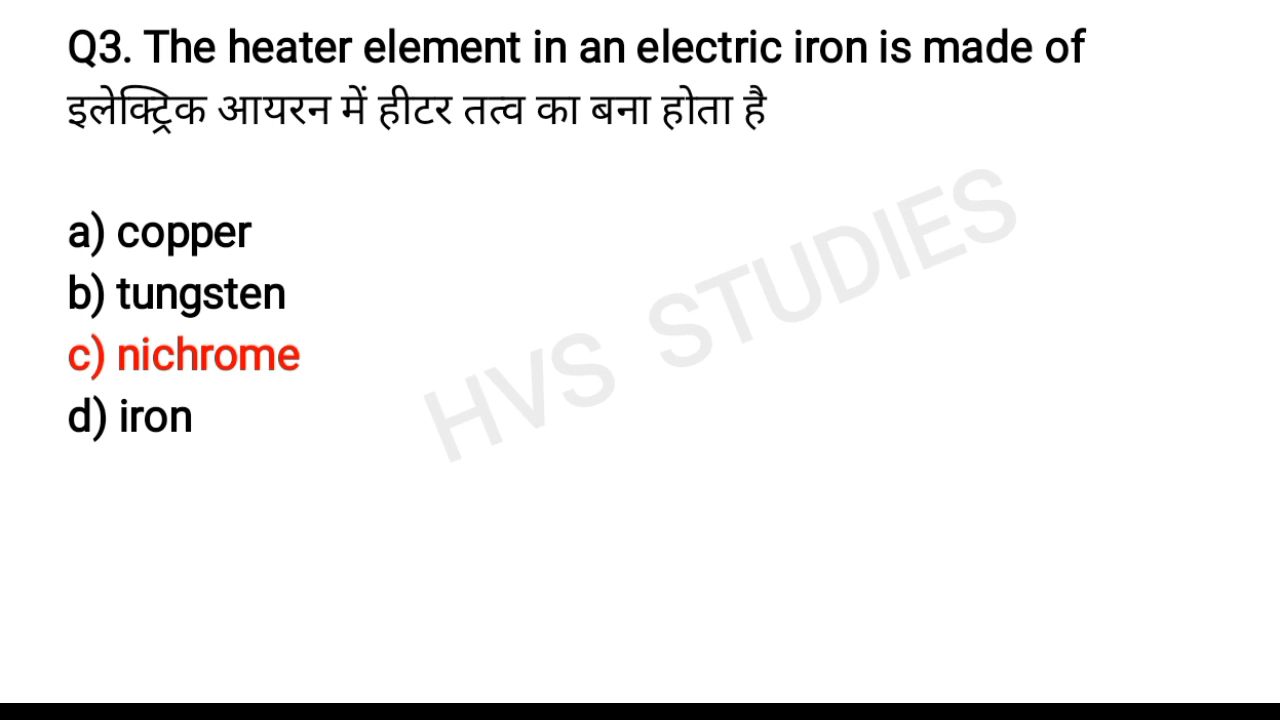 Q3. The heater element in an electric iron is made of
इलेक्ट्रिक आयरन में हीटर तत्व का बना होता है
a) copper
b) tungsten
c) nichrome
d) iron
HVS STUDIES